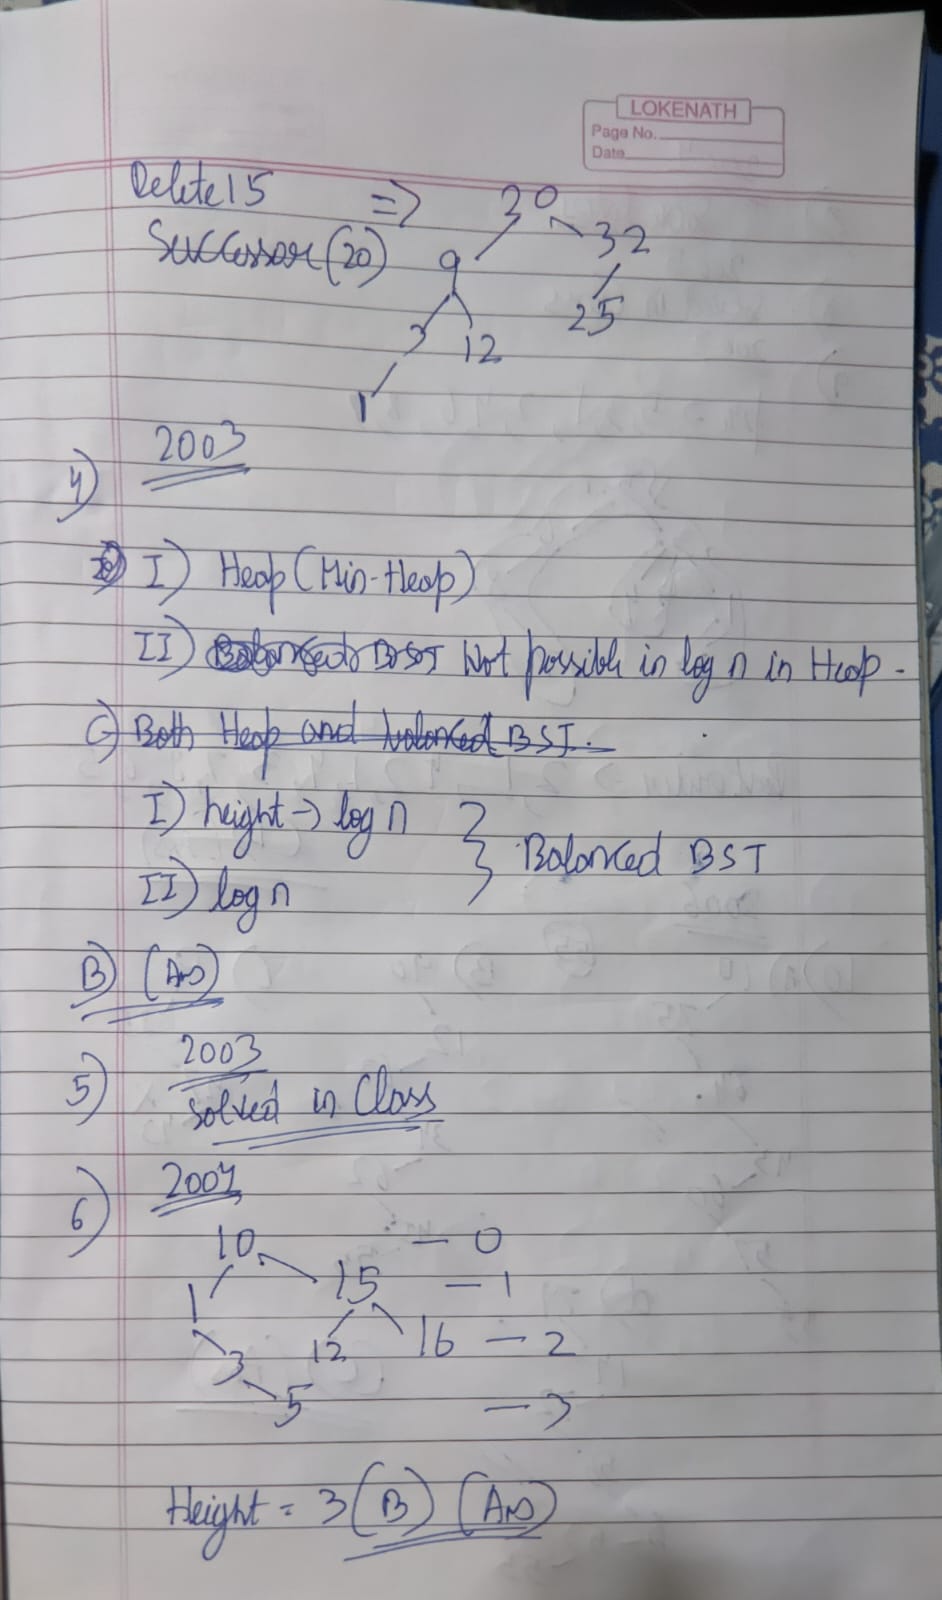 LOKENATH
Page No.
Date
Delete 15 => 30
Successor (20) 9 32
3 12 25
1
4) 2003
I) Heap (Min-Heap)
II) Balanced BST Not possible in log n in Heap.
C) Both Heap and balanced BST.
I) height -> log n
} Balanced BST
II) log n
B) (Ans)
5) 2003
Solved in Class
6) 2004
10 - 0
1 15 - 1
3 12 16 - 2
5 - 3
Height = 3 (B) (Ans)